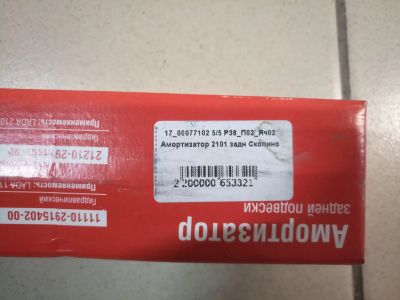 17_00077102 5/5 Р38_П02_Яч02
Амортизатор 2101 задн Скопино
2 200000 653321
Амортизатор
ЗАДНЕЙ ПОДВЕСКИ
11110-2915402-00
Гидравлический
Применяемость: LADA
21210-29
Гидравлический
Применяемость: LADA 210